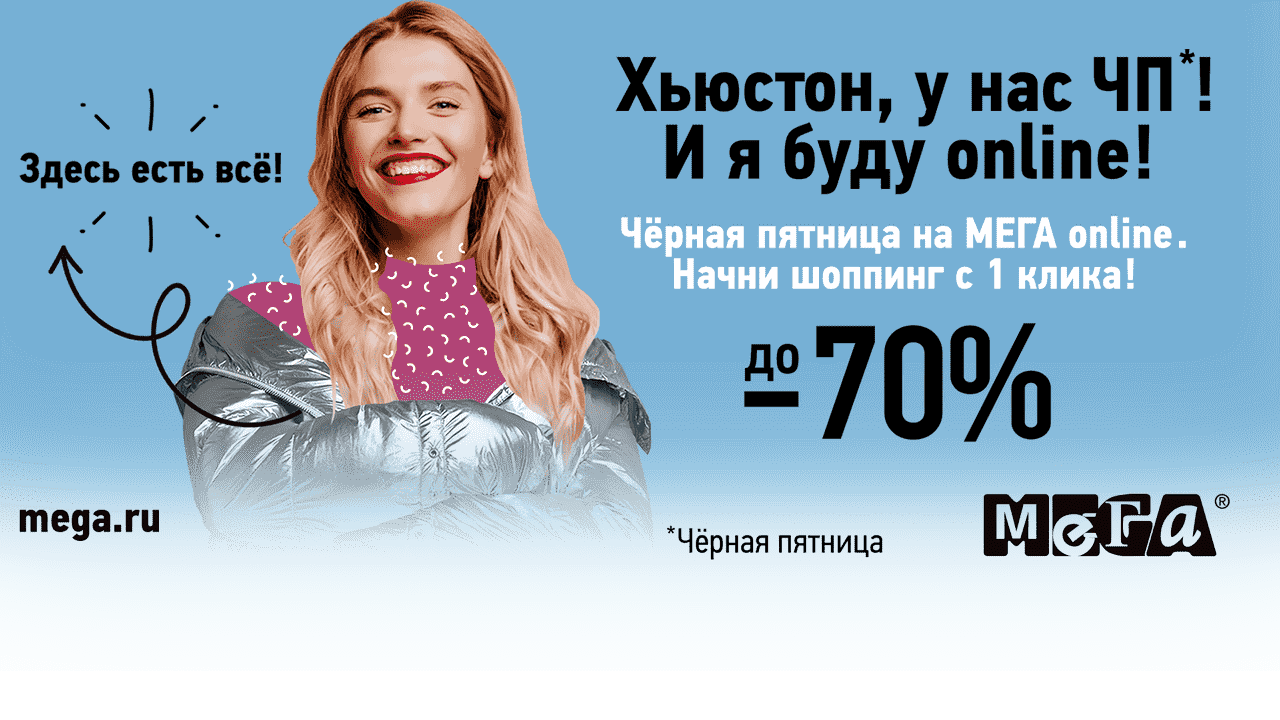 Хьюстон, у нас ЧП*!
И я буду online!
Здесь есть всё!
Чёрная пятница на МЕГА online.
Начни шоппинг с 1 клика!
до
–70%
mega.ru
*Чёрная пятница
МЕГА®